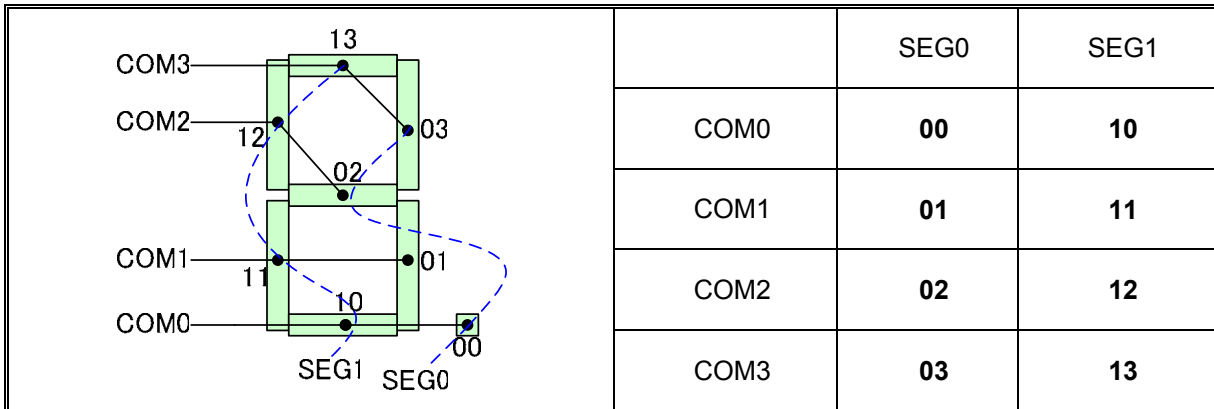 13
COM3
COM2
12
03
02
COM1
11
01
10
COM0
00
SEG1 SEG0
SEG0 SEG1
COM0 00 10
COM1 01 11
COM2 02 12
COM3 03 13